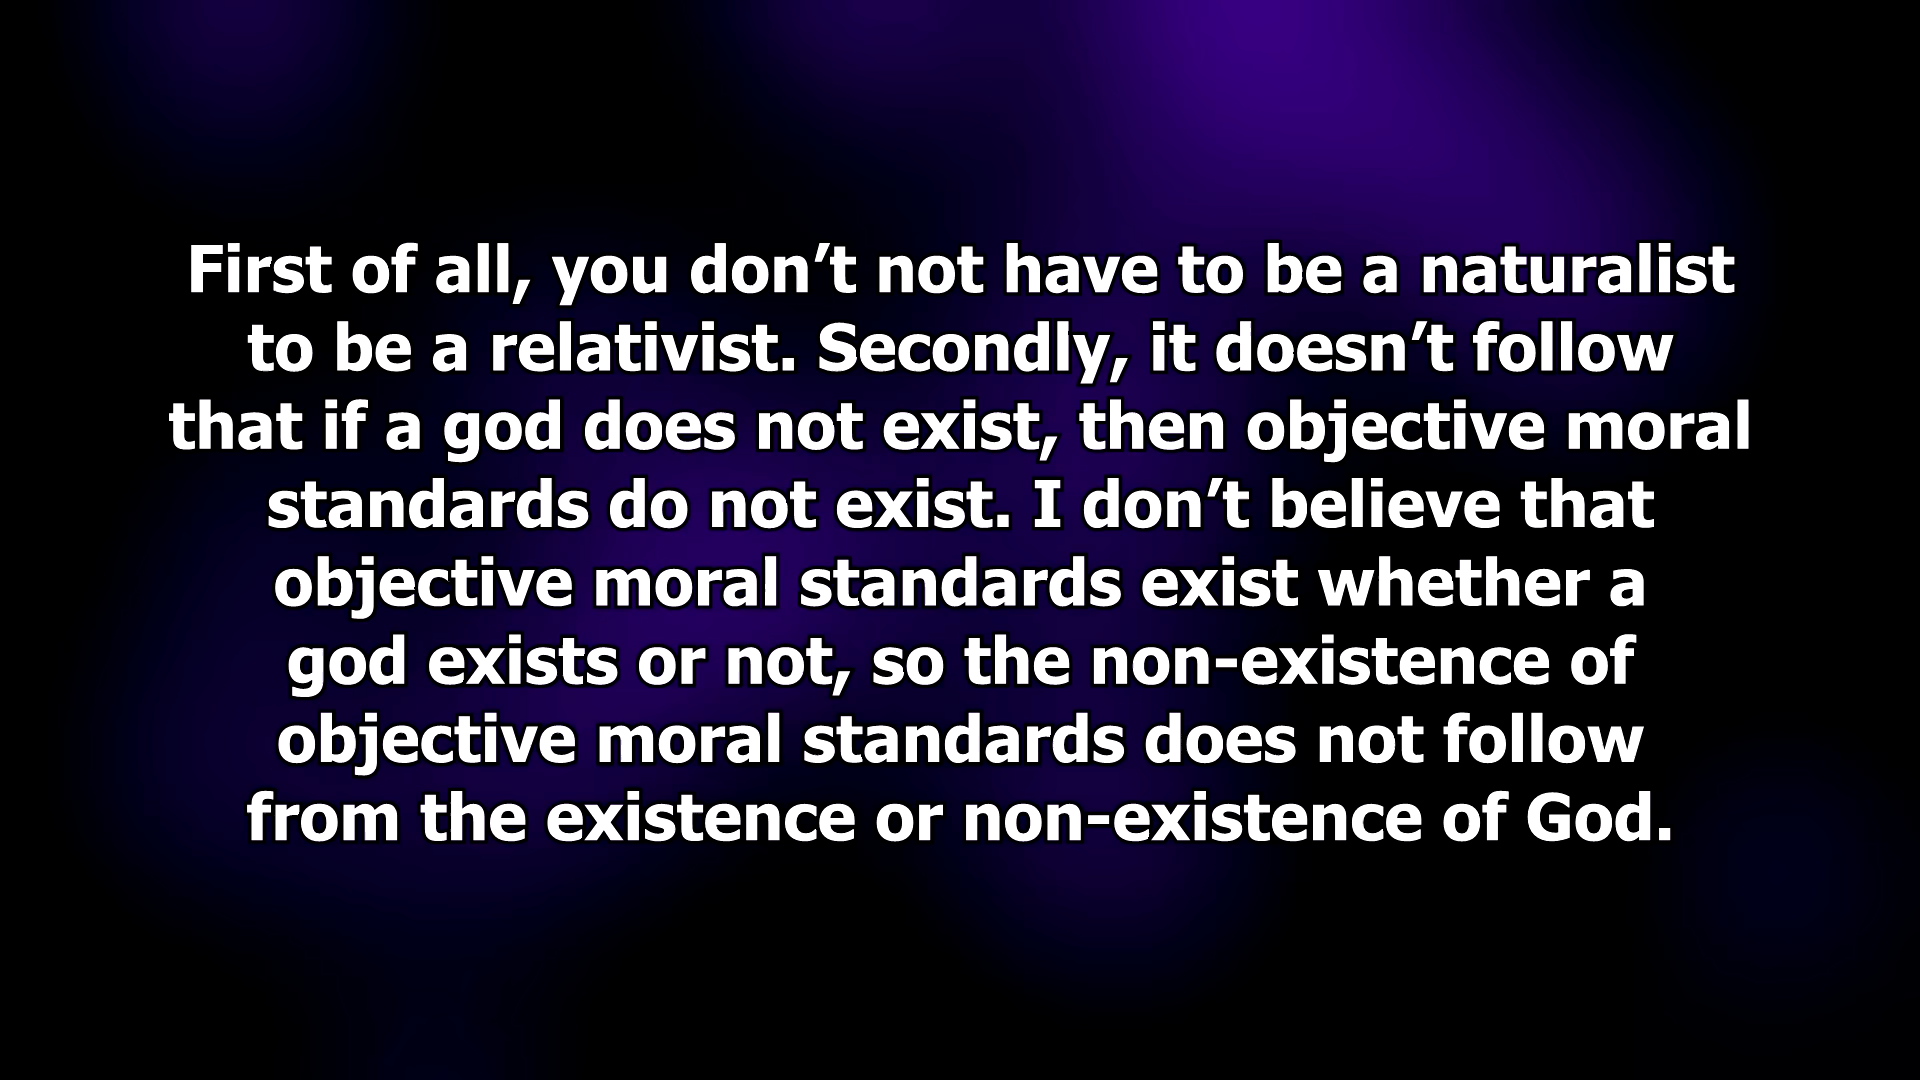 First of all, you don’t not have to be a naturalist
to be a relativist. Secondly, it doesn’t follow
that if a god does not exist, then objective moral
standards do not exist. I don’t believe that
objective moral standards exist whether a
god exists or not, so the non-existence of
objective moral standards does not follow
from the existence or non-existence of God.